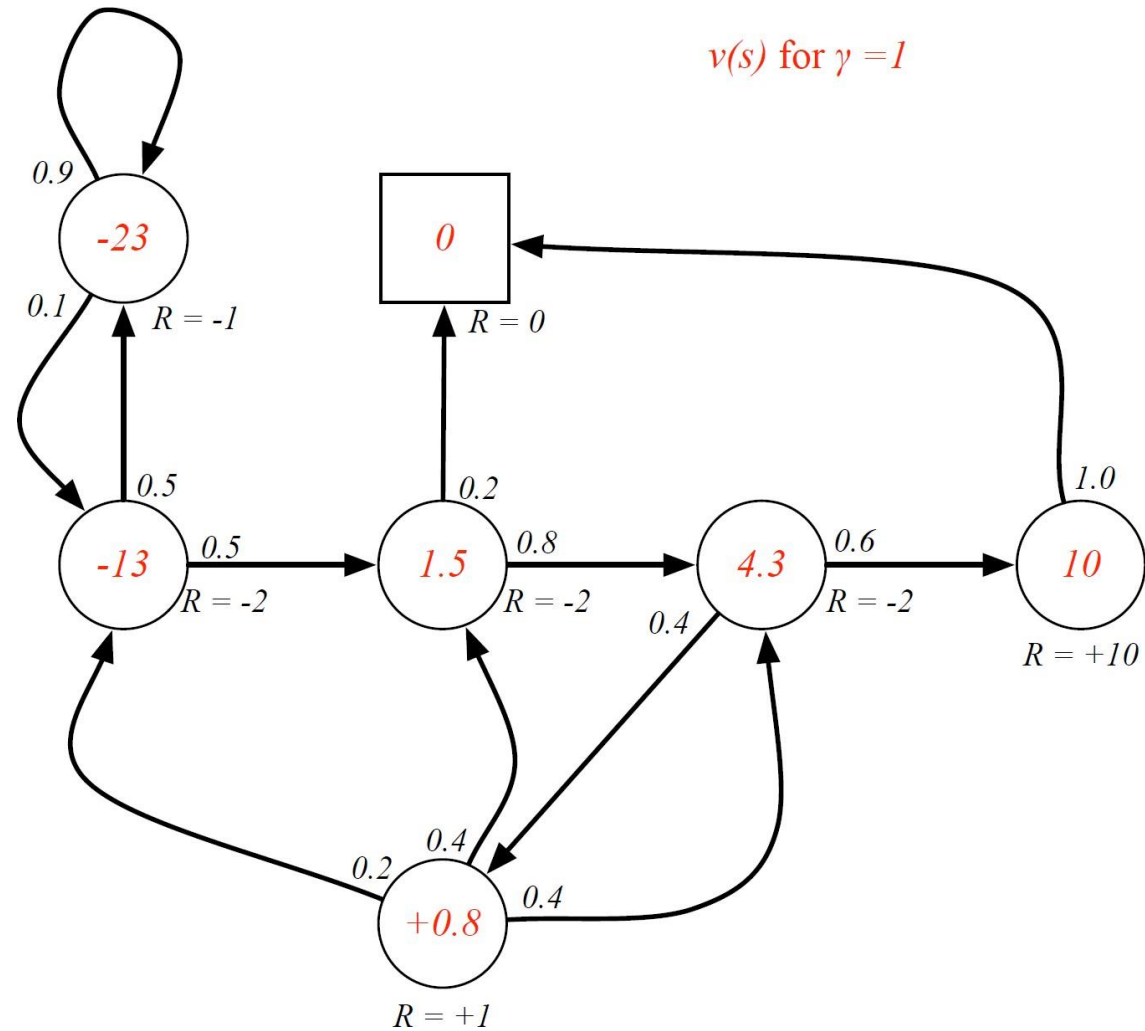 v(s) for γ =1
0.9
-23
0
0.1
R = -1
R = 0
0.5
0.2
1.0
-13
0.5
1.5
0.8
4.3
0.6
10
R = -2
R = -2
0.4
R = -2
R = +10
0.4
0.2
+0.8
0.4
R = +1